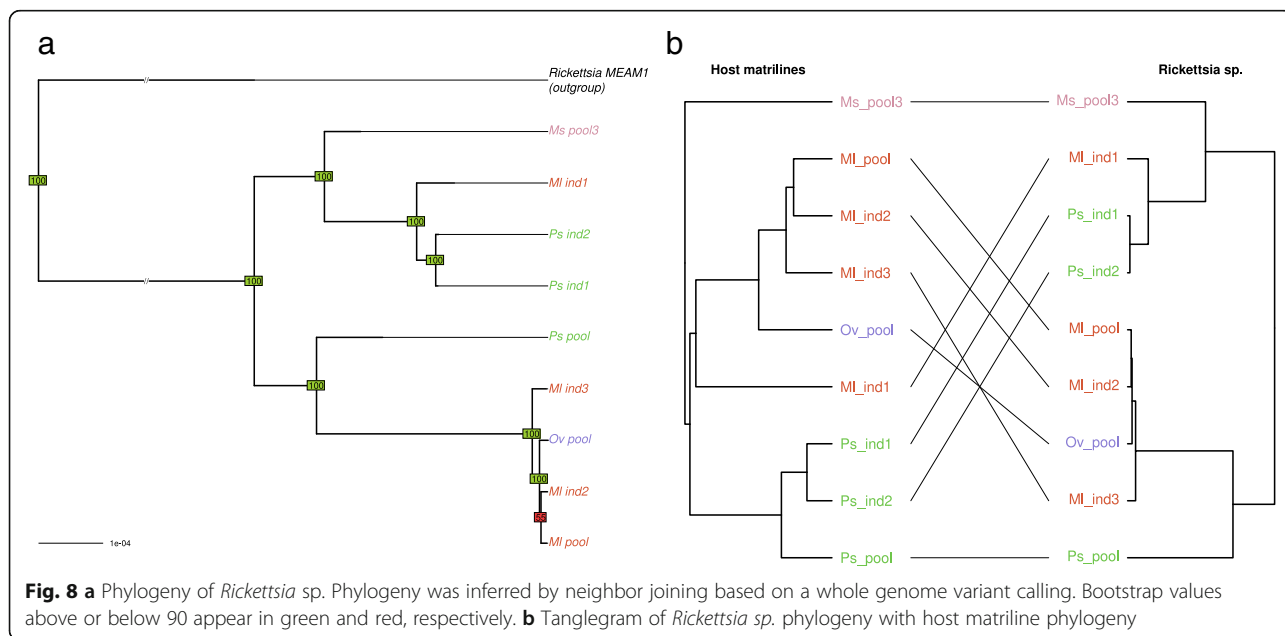 a
Rickettsia MEAM1
(outgroup)
Ms pool3
Ml ind1
Ps ind2
Ps ind1
Ps pool
Ml ind3
Ov pool
Ml ind2
Ml pool
//
//
100
100
100
100
100
100
100
100
55
1e-04
b
Host matrilines
Rickettsia sp.
Ms_pool3
Ms_pool3
Ml_pool
Ml_ind1
Ml_ind2
Ps_ind1
Ml_ind3
Ps_ind2
Ov_pool
Ml_pool
Ml_ind1
Ml_ind2
Ps_ind1
Ov_pool
Ps_ind2
Ml_ind3
Ps_pool
Ps_pool
Fig. 8 a Phylogeny of Rickettsia sp. Phylogeny was inferred by neighbor joining based on a whole genome variant calling. Bootstrap values
above or below 90 appear in green and red, respectively. b Tanglegram of Rickettsia sp. phylogeny with host matriline phylogeny